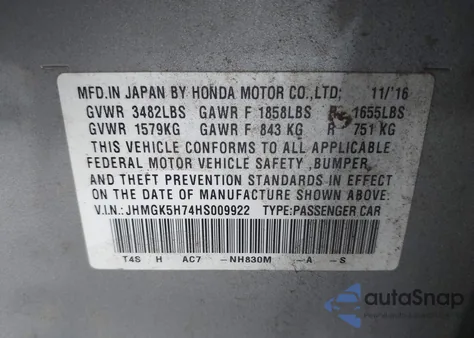 MFD.IN JAPAN BY HONDA MOTOR CO.,LTD: 11/'16
GVWR 3482LBS GAWR F 1858LBS R 1655LBS
GVWR 1579KG GAWR F 843 KG R 751 KG
THIS VEHICLE CONFORMS TO ALL APPLICABLE
FEDERAL MOTOR VEHICLE SAFETY ,BUMPER,
AND THEFT PREVENTION STANDARDS IN EFFECT
ON THE DATE OF MANUFACTURE SHOWN ABOVE:
V.I.N.:JHMGK5H74HS009922 TYPE:PASSENGER CAR
T4S H AC7 -NH830M -A -S
autoSnap